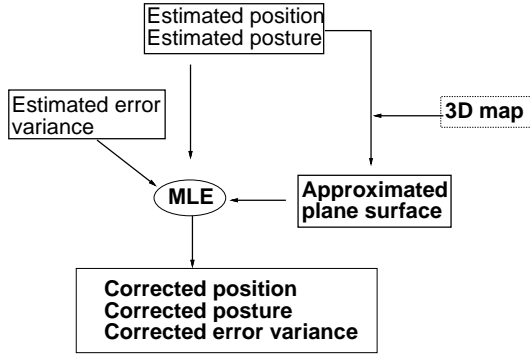 Estimated position
Estimated posture
Estimated error
variance
3D map
MLE
Approximated
plane surface
Corrected position
Corrected posture
Corrected error variance